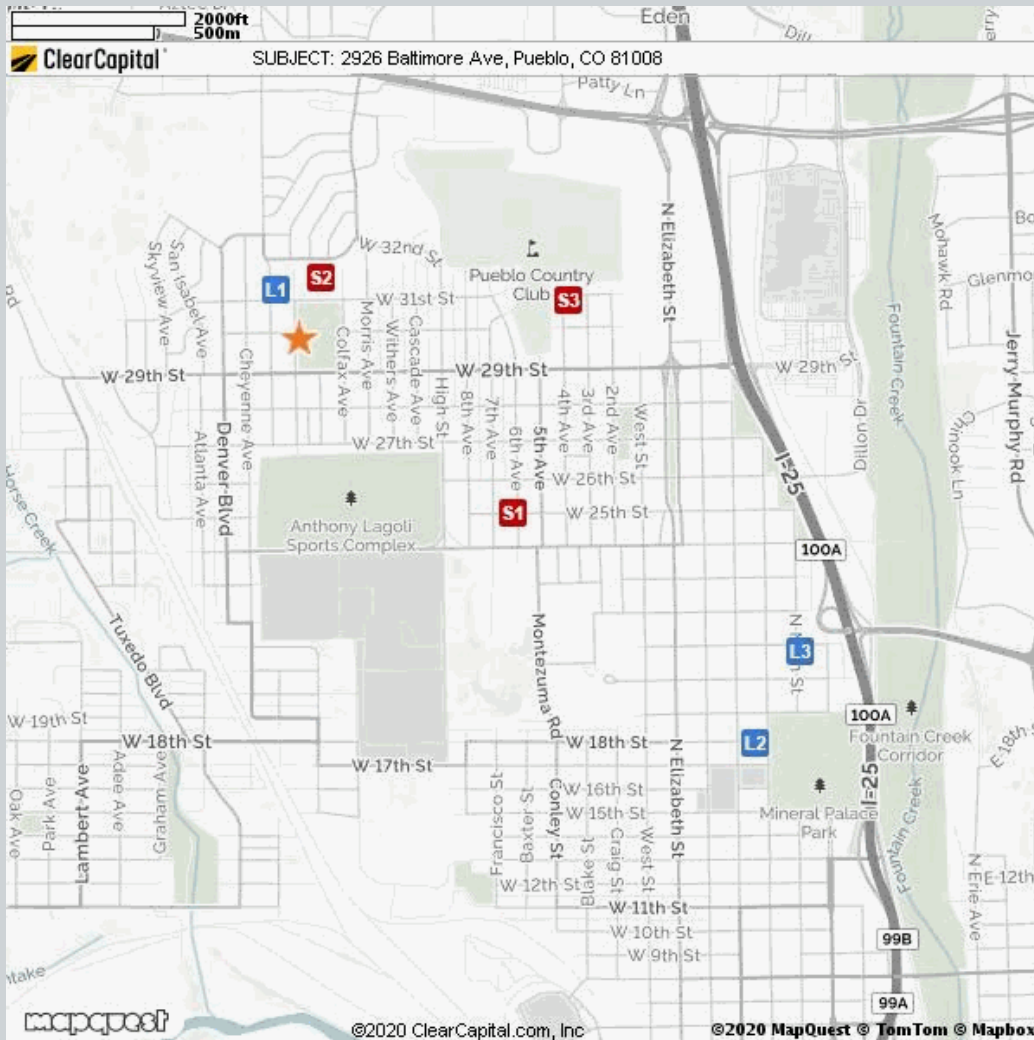 2000ft
500m
Eden
ClearCapital
SUBJECT: 2926 Baltimore Ave, Pueblo, CO 81008
Patty Ln
N Elizabeth St
W 32nd St
Pueblo Country
Club
San Isabel Ave
Skyview Ave
L1
S2
S3
W 31st St
Mohawk Rd
Fountain Creek
Jerry Murphy Rd
Cheyenne Ave
Colfax Ave
Morris Ave
Withers Ave
Cascade Ave
High St
W 29th St
W 29th St
W 29th St
8th Ave
7th Ave
6th Ave
5th Ave
4th Ave
3rd Ave
2nd Ave
West St
Dillon Dr
Chinook Ln
Denver Blvd
Atlanta Ave
W 27th St
W 26th St
W 25th St
S1
I-25
Anthony Lagoli
Sports Complex
100A
Tuxedo Blvd
Montezuma Rd
L3
W 19th St
W 18th St
W 17th St
W 18th St
L2
100A
Fountain Creek
Corridor
E 18th St
Oak Ave
Park Ave
Lambert Ave
Adee Ave
Graham Ave
Francisco St
Baxter St
Conley St
W 16th St
W 15th St
Blake St
Craig St
West St
N Elizabeth St
Mineral Palace
Park
I-25
Fountain Creek
N Erie Ave
E 12th
W 12th St
W 11th St
W 10th St
W 9th St
99B
99A
mapquest
©2020 ClearCapital.com, Inc
©2020 MapQuest © TomTom © Mapbox